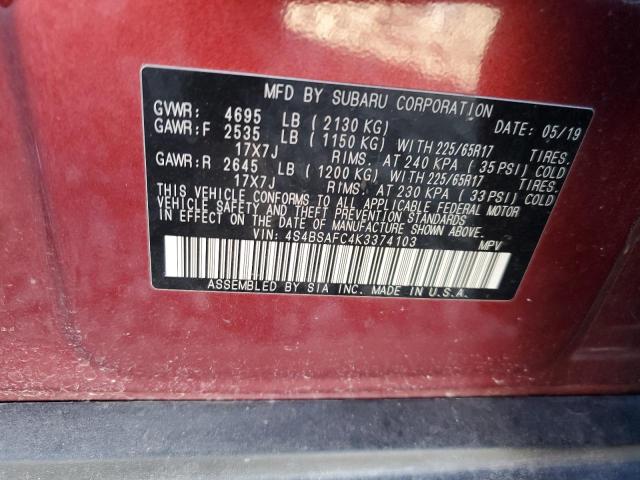 MFD BY SUBARU CORPORATION
GVWR: 4695 LB ( 2130 KG) DATE: 05/19
GAWR:F 2535 LB ( 1150 KG) WITH 225/65R17 TIRES.
17X7J RIMS. AT 240 KPA ( 35 PSI) COLD
GAWR:R 2645 LB ( 1200 KG) WITH 225/65R17 TIRES.
17X7J RIMS. AT 230 KPA ( 33 PSI) COLD
THIS VEHICLE CONFORMS TO ALL APPLICABLE FEDERAL MOTOR
VEHICLE SAFETY AND THEFT PREVENTION STANDARDS
IN EFFECT ON THE DATE OF MANUFACTURE SHOWN ABOVE.
VIN: 4S4BSAFC4K3374103 MPV
ASSEMBLED BY SIA INC. MADE IN U.S.A.